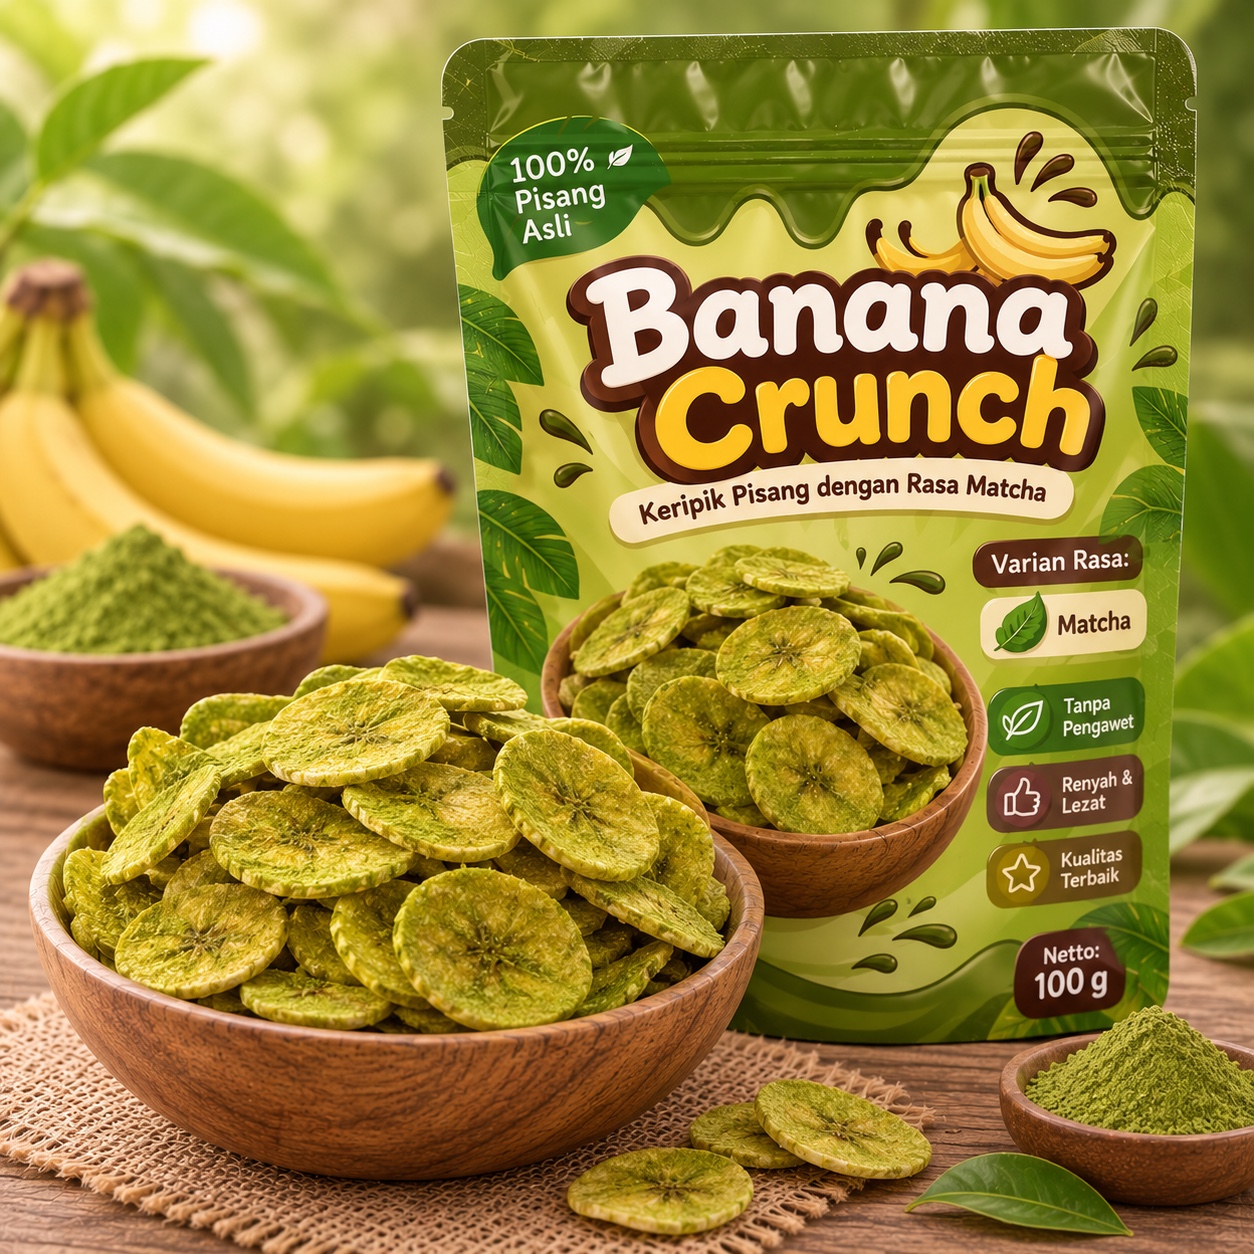 100%
Pisang
Asli
Banana
Crunch
Keripik Pisang dengan Rasa Matcha
Varian Rasa:
Matcha
Tanpa
Pengawet
Renyah &
Lezat
Kualitas
Terbaik
Netto:
100 g